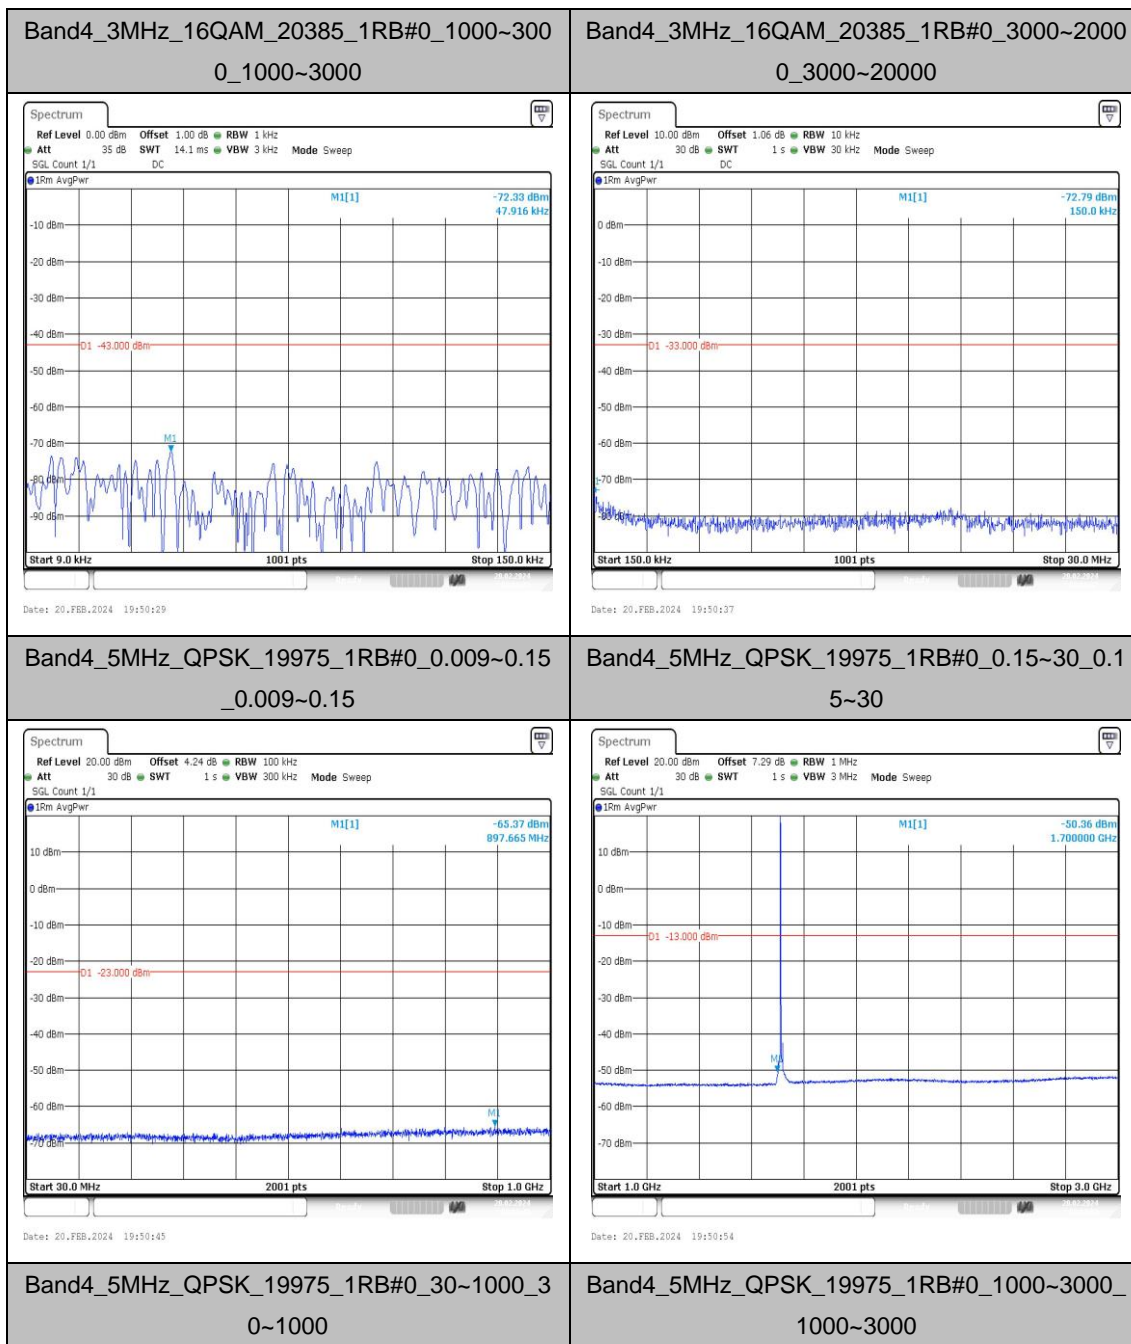 Band4_3MHz_16QAM_20385_1RB#0_1000~300
0_1000~3000
Band4_3MHz_16QAM_20385_1RB#0_3000~2000
0_3000~20000
Spectrum
Ref Level 0.00 dBm Offset 1.00 dB RBW 1 kHz
Att 35 dB SWT 14.1 ms VBW 3 kHz Mode Sweep
SGL Count 1/1 DC
1Rm AvgPwr
M1[1] -72.33 dBm
47.916 kHz
-10 dBm
-20 dBm
-30 dBm
-40 dBm
D1 -43.000 dBm
-50 dBm
-60 dBm
-70 dBm
M1
-80 dBm
-90 dBm
Start 9.0 kHz 1001 pts Stop 150.0 kHz
Date: 20.FEB.2024 19:50:29
Spectrum
Ref Level 10.00 dBm Offset 1.06 dB RBW 10 kHz
Att 30 dB SWT 1 s VBW 30 kHz Mode Sweep
SGL Count 1/1 DC
1Rm AvgPwr
M1[1] -72.79 dBm
150.0 kHz
0 dBm
-10 dBm
-20 dBm
-30 dBm
D1 -33.000 dBm
-40 dBm
-50 dBm
-60 dBm
-70 dBm
-80 dBm
Start 150.0 kHz 1001 pts Stop 30.0 MHz
Date: 20.FEB.2024 19:50:37
Band4_5MHz_QPSK_19975_1RB#0_0.009~0.15
_0.009~0.15
Band4_5MHz_QPSK_19975_1RB#0_0.15~30_0.1
5~30
Spectrum
Ref Level 20.00 dBm Offset 4.24 dB RBW 100 kHz
Att 30 dB SWT 1 s VBW 300 kHz Mode Sweep
SGL Count 1/1
1Rm AvgPwr
M1[1] -65.37 dBm
897.665 MHz
10 dBm
0 dBm
-10 dBm
-20 dBm
D1 -23.000 dBm
-30 dBm
-40 dBm
-50 dBm
-60 dBm
M1
-70 dBm
Start 30.0 MHz 2001 pts Stop 1.0 GHz
Date: 20.FEB.2024 19:50:45
Spectrum
Ref Level 20.00 dBm Offset 7.29 dB RBW 1 MHz
Att 30 dB SWT 1 s VBW 3 MHz Mode Sweep
SGL Count 1/1
1Rm AvgPwr
M1[1] -50.36 dBm
1.700000 GHz
10 dBm
0 dBm
-10 dBm
D1 -13.000 dBm
-20 dBm
-30 dBm
-40 dBm
M1
-50 dBm
-60 dBm
-70 dBm
Start 1.0 GHz 2001 pts Stop 3.0 GHz
Date: 20.FEB.2024 19:50:54
Band4_5MHz_QPSK_19975_1RB#0_30~1000_3
0~1000
Band4_5MHz_QPSK_19975_1RB#0_1000~3000_
1000~3000